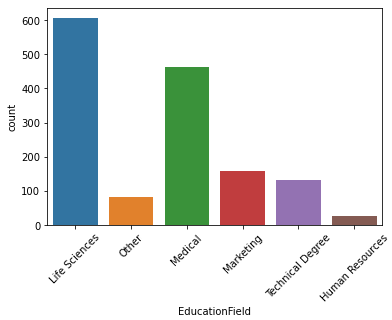 600
500
400
300
200
100
0
count
Life Sciences
Other
Medical
Marketing
Technical Degree
Human Resources
EducationField